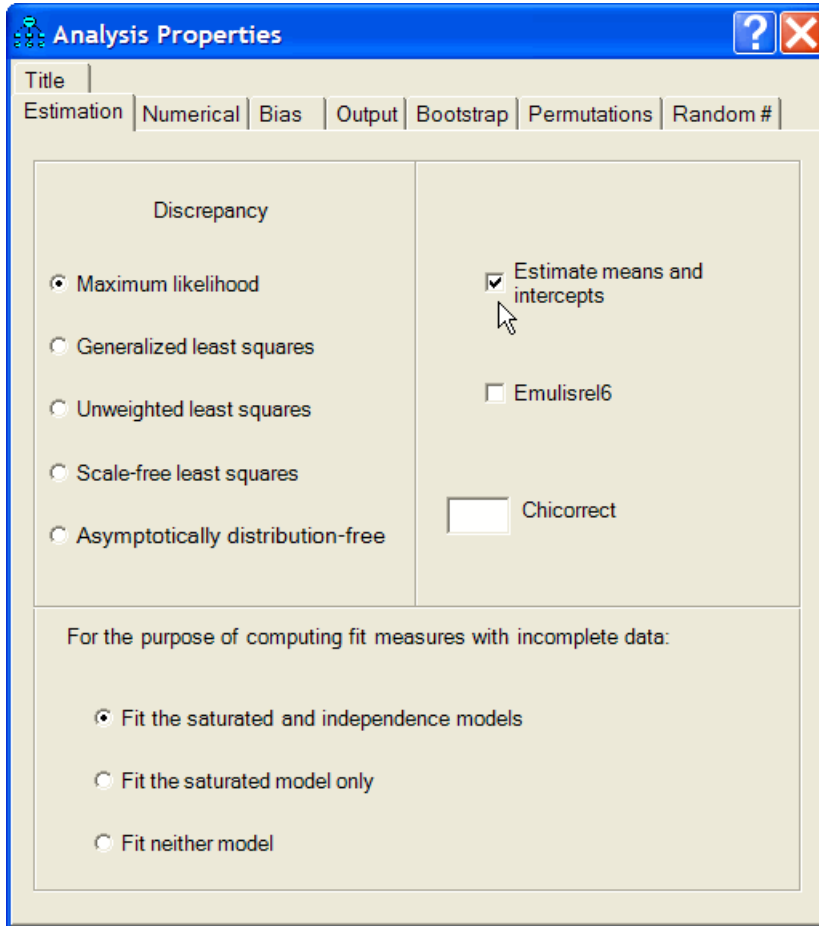 Analysis Properties
Title
Estimation Numerical Bias Output Bootstrap Permutations Random #
Discrepancy
Maximum likelihood
Generalized least squares
Unweighted least squares
Scale-free least squares
Asymptotically distribution-free
Estimate means and
intercepts
Emulisrel6
Chicorrect
For the purpose of computing fit measures with incomplete data:
Fit the saturated and independence models
Fit the saturated model only
Fit neither model